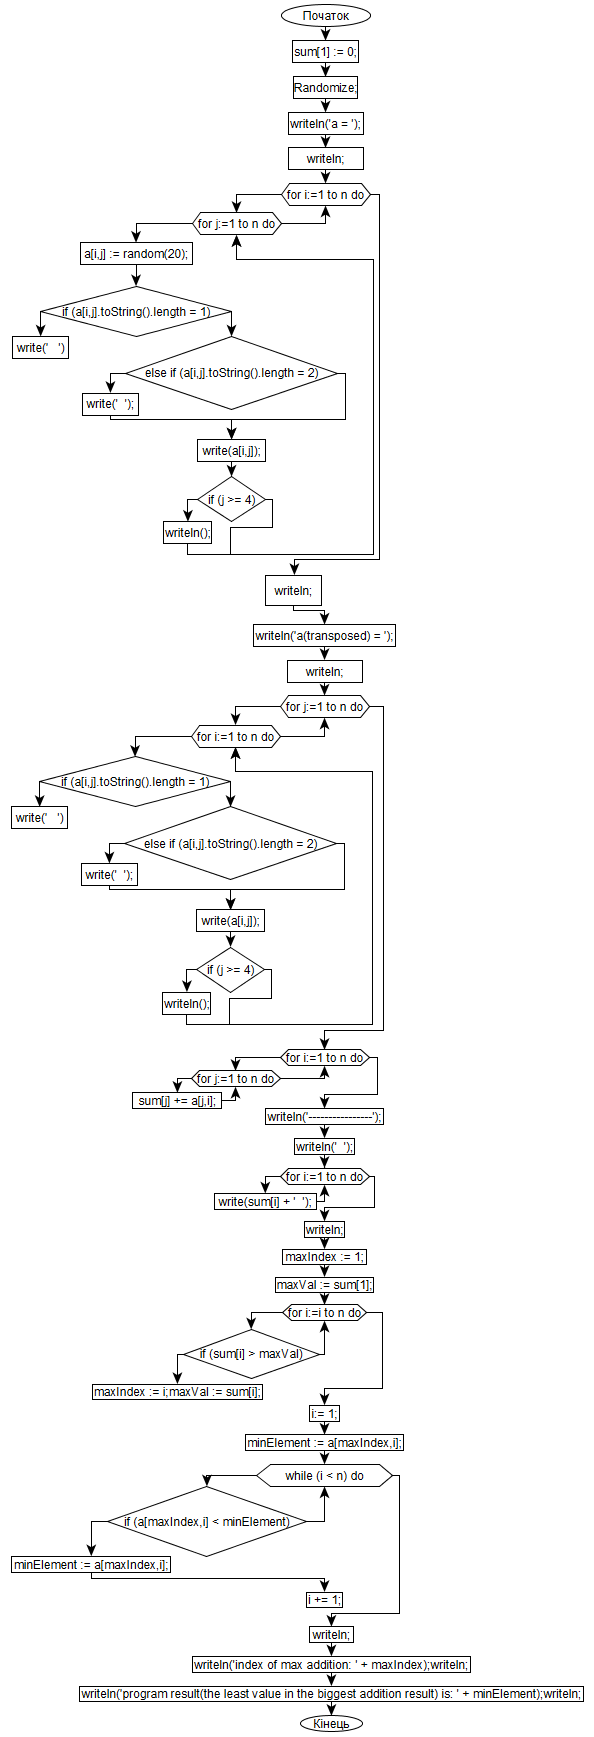 Початок
sum[1] := 0;
Randomize;
writeln('a = ');
writeln;
for i:=1 to n do
for j:=1 to n do
a[i,j] := random(20);
if (a[i,j].toString().length = 1)
write('   ')
else if (a[i,j].toString().length = 2)
write('  ');
write(a[i,j]);
if (j >= 4)
writeln();
writeln;
writeln('a(transposed) = ');
writeln;
for j:=1 to n do
for i:=1 to n do
if (a[i,j].toString().length = 1)
write('   ')
else if (a[i,j].toString().length = 2)
write('  ');
write(a[i,j]);
if (j >= 4)
writeln();
for i:=1 to n do
for j:=1 to n do
sum[j] += a[j,i];
writeln('----------------');
writeln('  ');
for i:=1 to n do
write(sum[i] + '  ');
writeln;
maxIndex := 1;
maxVal := sum[1];
for i:=i to n do
if (sum[i] > maxVal)
maxIndex := i;maxVal := sum[i];
i:= 1;
minElement := a[maxIndex,i];
while (i < n) do
if (a[maxIndex,i] < minElement)
minElement := a[maxIndex,i];
i += 1;
writeln;
writeln('index of max addition: ' + maxIndex);writeln;
writeln('program result(the least value in the biggest addition result) is: ' + minElement);writeln;
Кінець